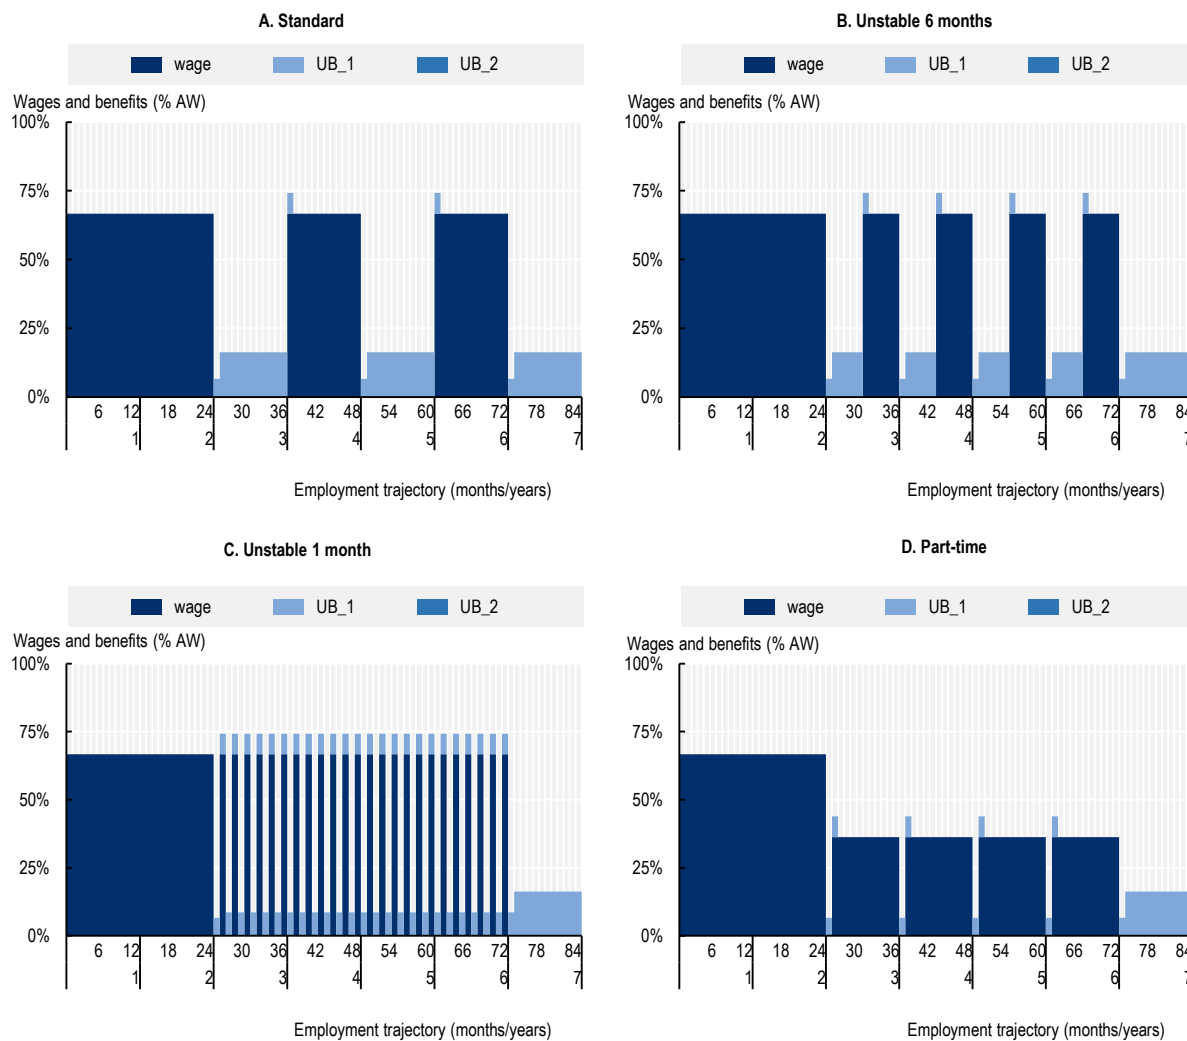 A. Standard
wage UB_1 UB_2
Wages and benefits (% AW)
100%
75%
50%
25%
0%
6 12 18 24 30 36 42 48 54 60 66 72 78 84
1 2 3 4 5 6 7
Employment trajectory (months/years)
B. Unstable 6 months
wage UB_1 UB_2
Wages and benefits (% AW)
100%
75%
50%
25%
0%
6 12 18 24 30 36 42 48 54 60 66 72 78 84
1 2 3 4 5 6 7
Employment trajectory (months/years)
C. Unstable 1 month
wage UB_1 UB_2
Wages and benefits (% AW)
100%
75%
50%
25%
0%
6 12 18 24 30 36 42 48 54 60 66 72 78 84
1 2 3 4 5 6 7
Employment trajectory (months/years)
D. Part-time
wage UB_1 UB_2
Wages and benefits (% AW)
100%
75%
50%
25%
0%
6 12 18 24 30 36 42 48 54 60 66 72 78 84
1 2 3 4 5 6 7
Employment trajectory (months/years)